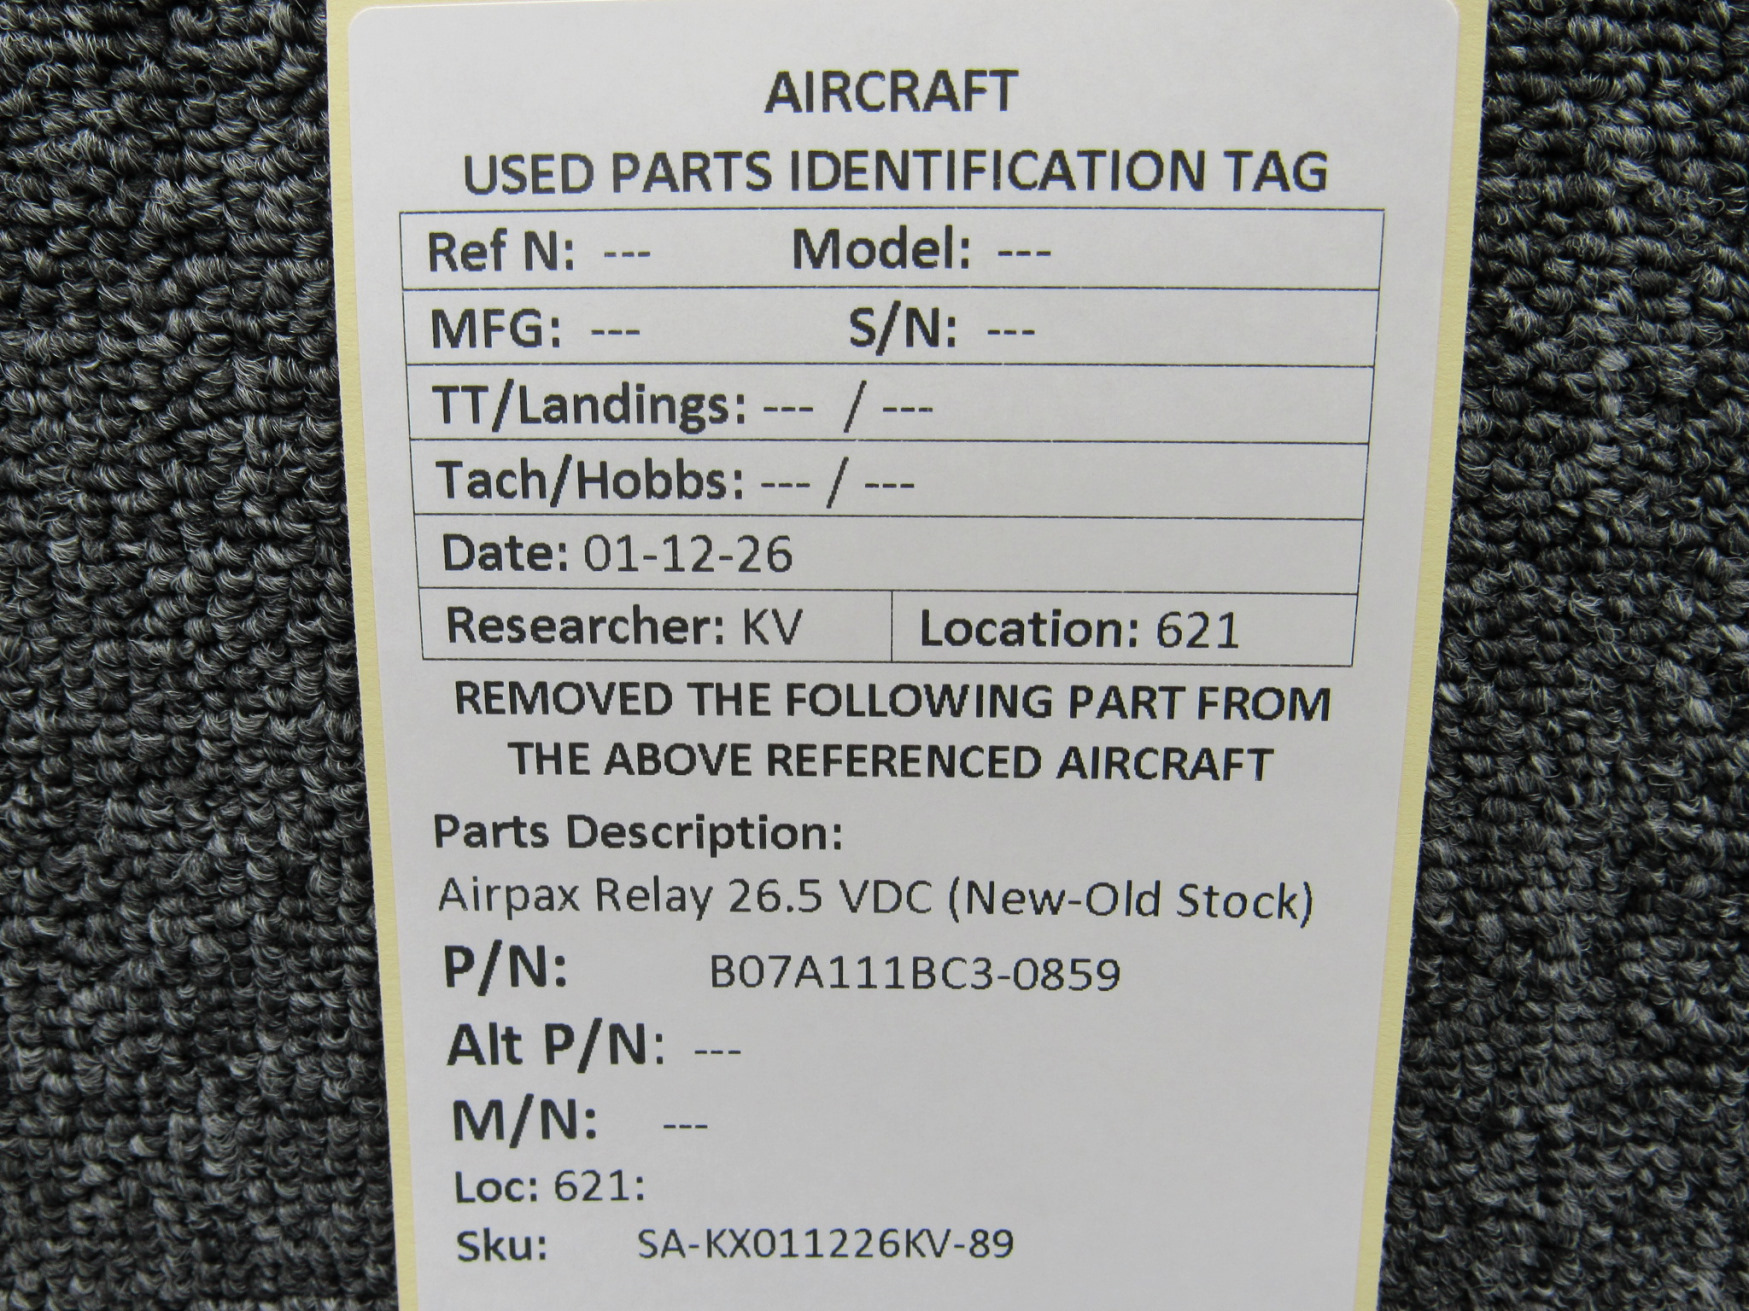 AIRCRAFT
USED PARTS IDENTIFICATION TAG
Ref N: --- Model: ---
MFG: --- S/N: ---
TT/Landings: --- / ---
Tach/Hobbs: --- / ---
Date: 01-12-26
Researcher: KV Location: 621
REMOVED THE FOLLOWING PART FROM
THE ABOVE REFERENCED AIRCRAFT
Parts Description:
Airpax Relay 26.5 VDC (New-Old Stock)
P/N: B07A111BC3-0859
Alt P/N: ---
M/N: ---
Loc: 621:
Sku: SA-KX011226KV-89